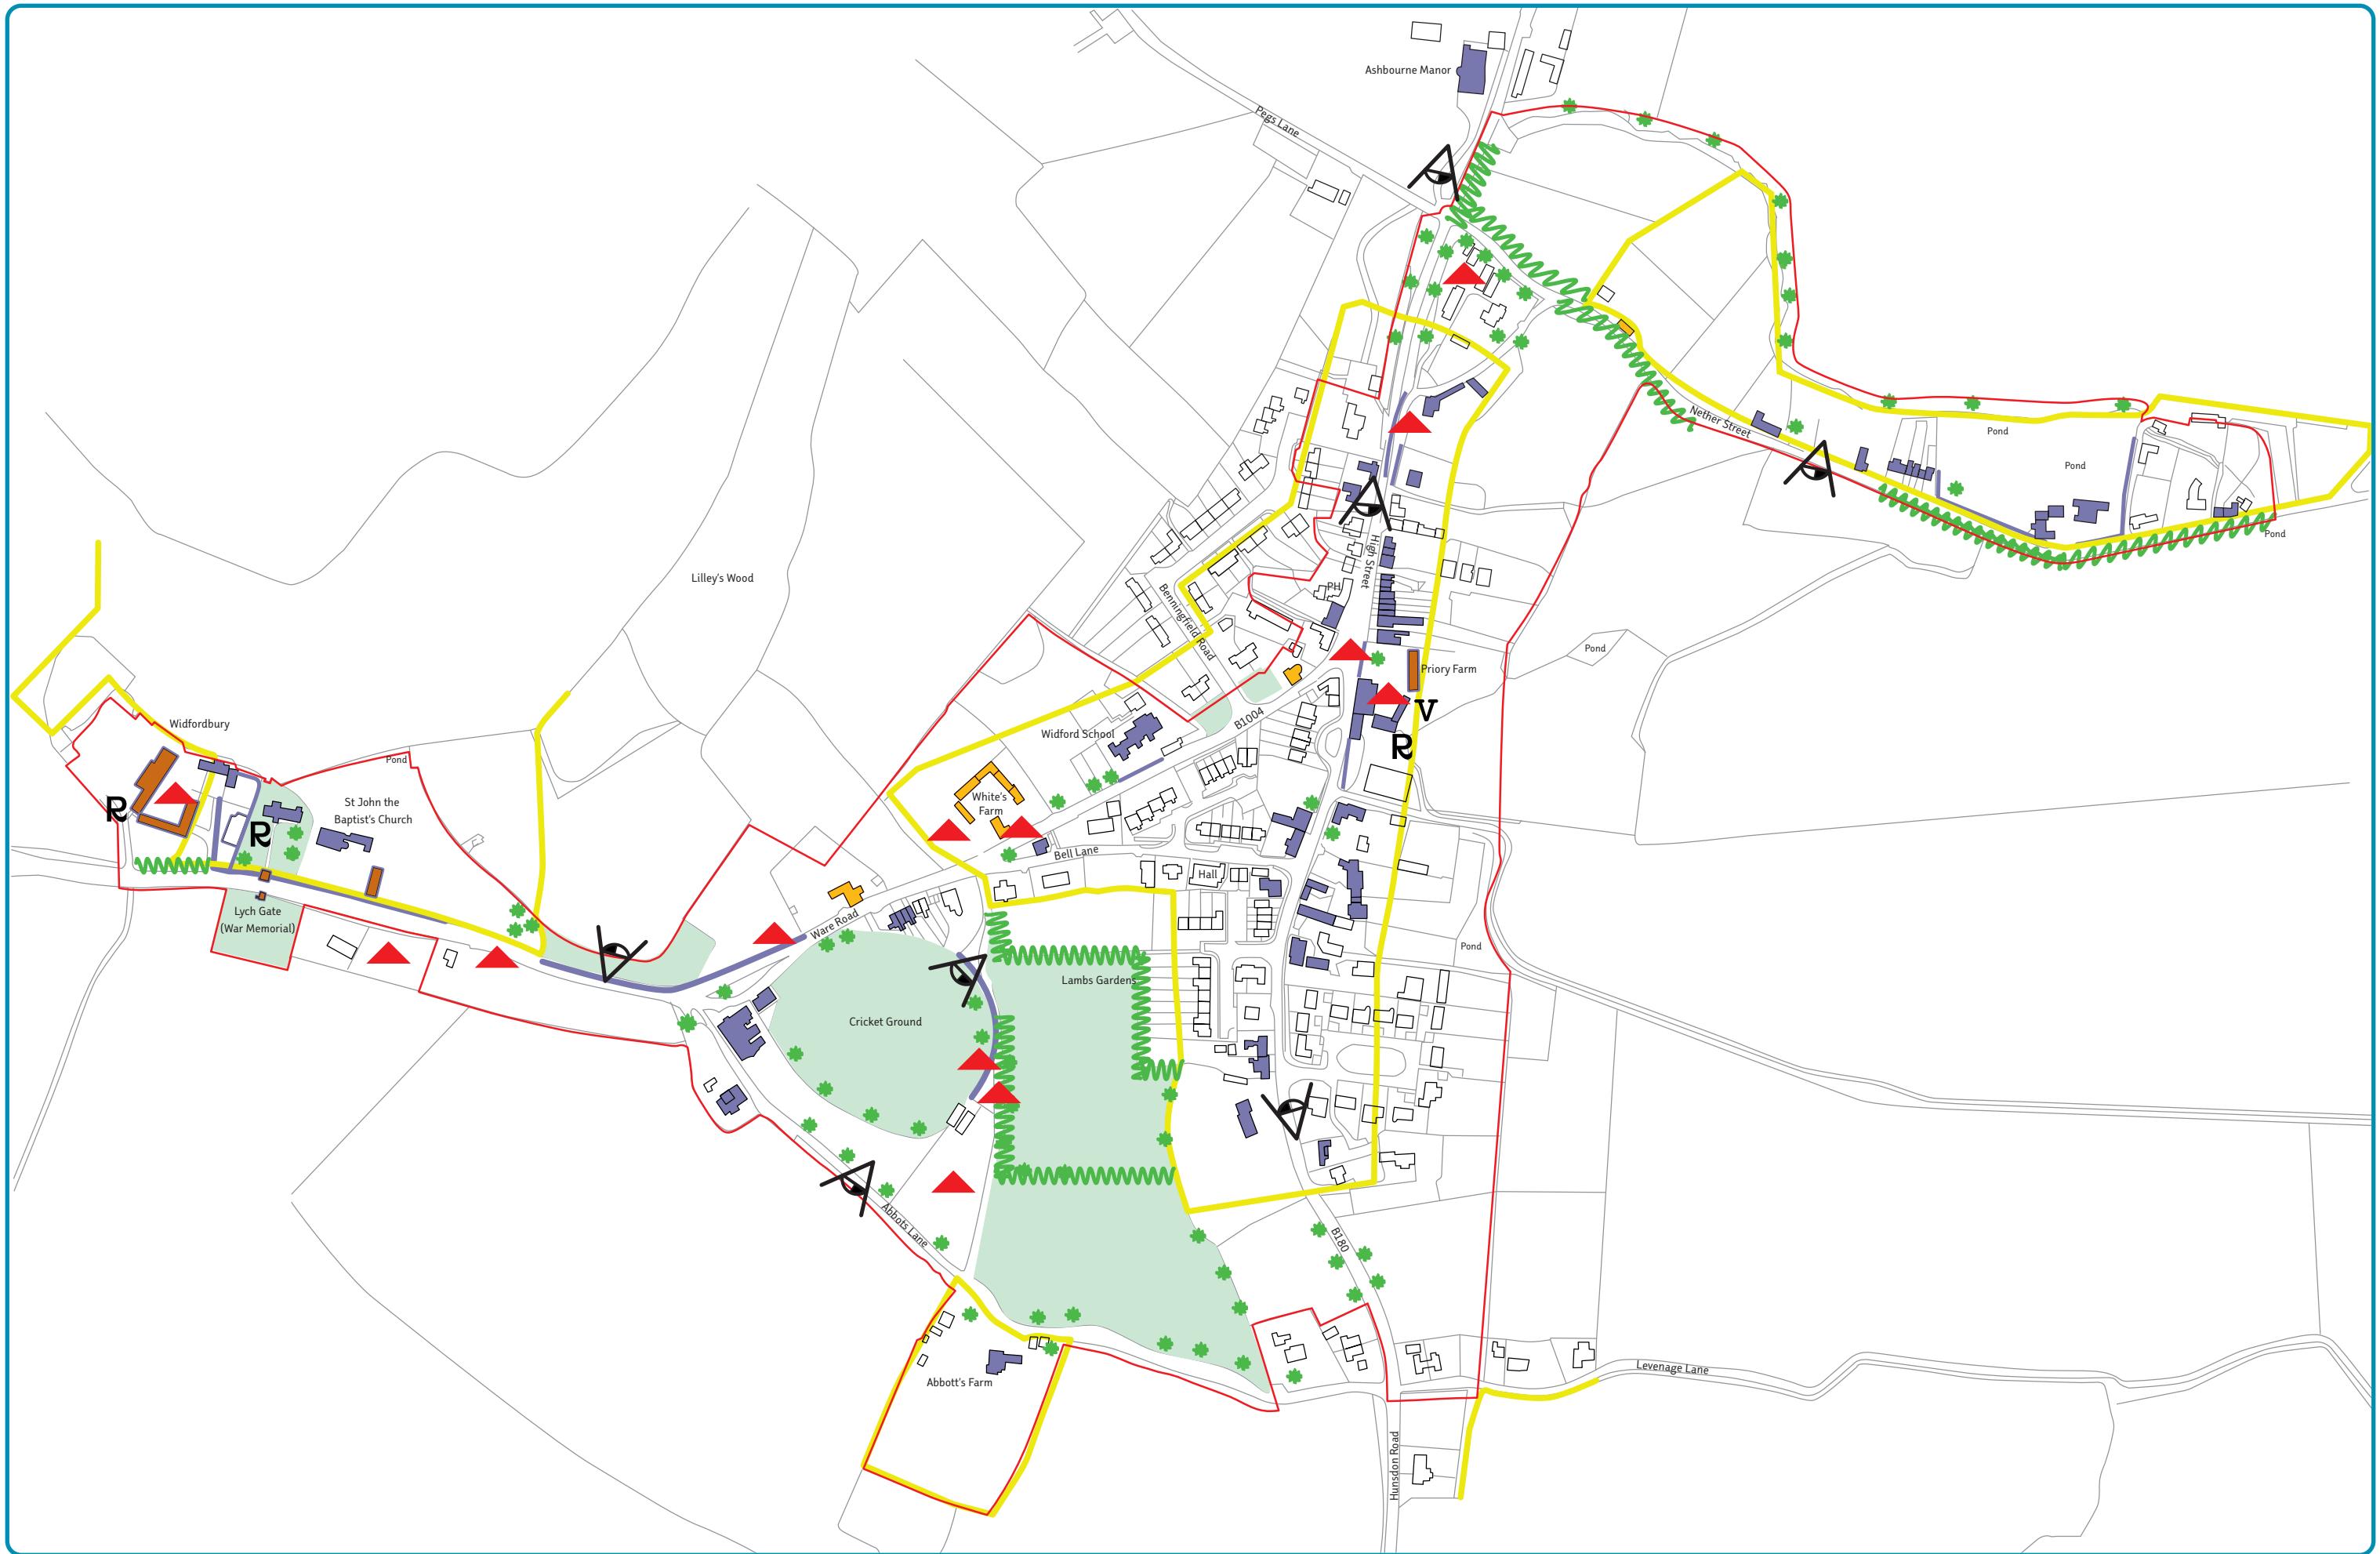 Ashbourne Manor
Pegs Lane
Nether Street
Pond
Pond
Pond
High Street
PH
Lilley's Wood
Benningfield Road
Pond
Priory Farm
V
R
B1004
Widford School
Widfordbury
Pond
St John the
Baptist's Church
R
R
White's
Farm
Bell Lane
Hall
Lych Gate
(War Memorial)
Ware Road
Pond
Lambs Gardens
Cricket Ground
Abbots Lane
B180
Abbott's Farm
Levenage Lane
Hunsdon Road